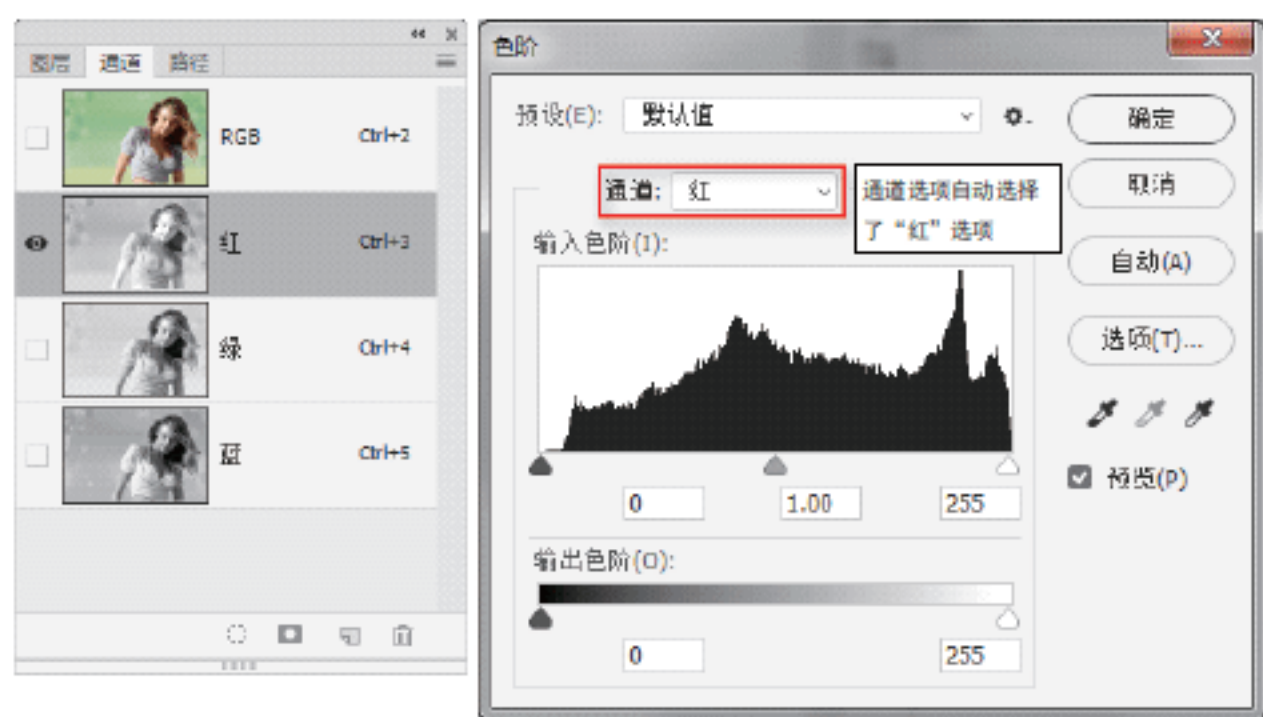 图层 通道 路径
RGB Ctrl+2
红 Ctrl+3
绿 Ctrl+4
蓝 Ctrl+5
色阶
预设(E): 默认值
通道: 红
通道选项自动选择
了“红”选项
输入色阶(I):
0 1.00 255
输出色阶(O):
0 255
确定
取消
自动(A)
选项(T)...
预览(P)